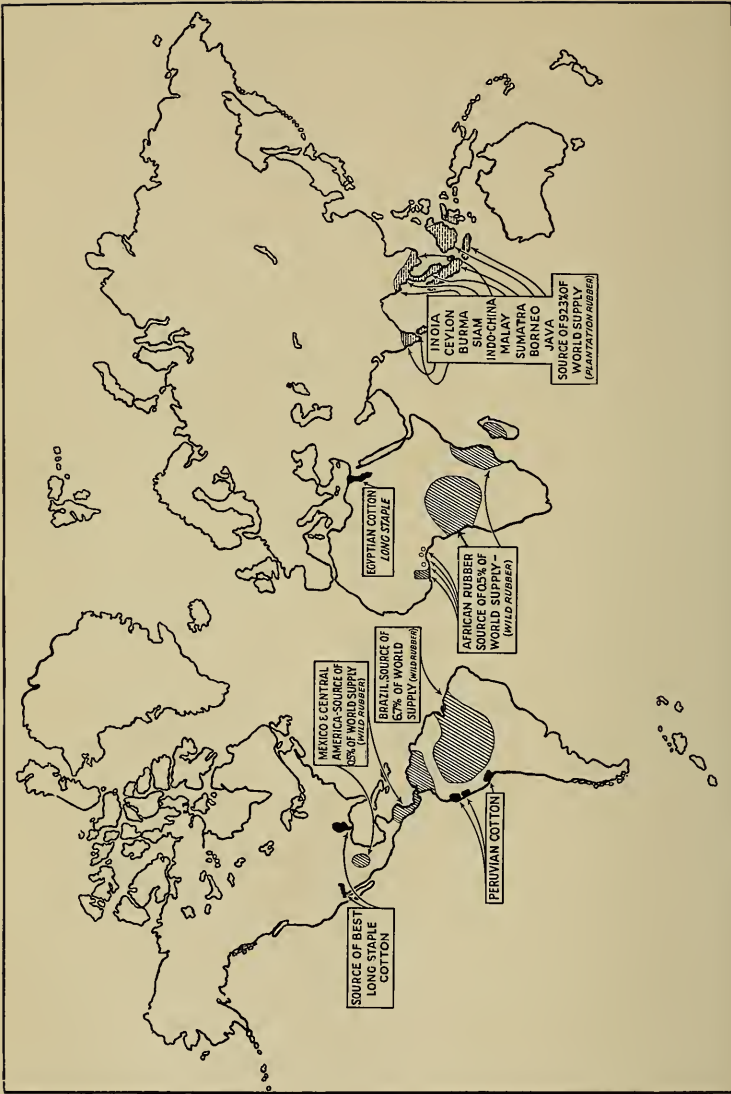 SOURCE OF BEST
LONG STAPLE
COTTON
MEXICO & CENTRAL
AMERICA-SOURCE OF
0.5% OF WORLD SUPPLY
(WILD RUBBER)
BRAZIL, SOURCE OF
6.7% OF WORLD
SUPPLY (WILD RUBBER)
PERUVIAN COTTON
EGYPTIAN COTTON
LONG STAPLE
AFRICAN RUBBER
SOURCE OF 0.5% OF
WORLD SUPPLY-
(WILD RUBBER)
INDIA
CEYLON
BURMA
SIAM
INDO-CHINA
MALAY
SUMATRA
BORNEO
JAVA
SOURCE OF 92.3% OF
WORLD SUPPLY
(PLANTATION RUBBER)